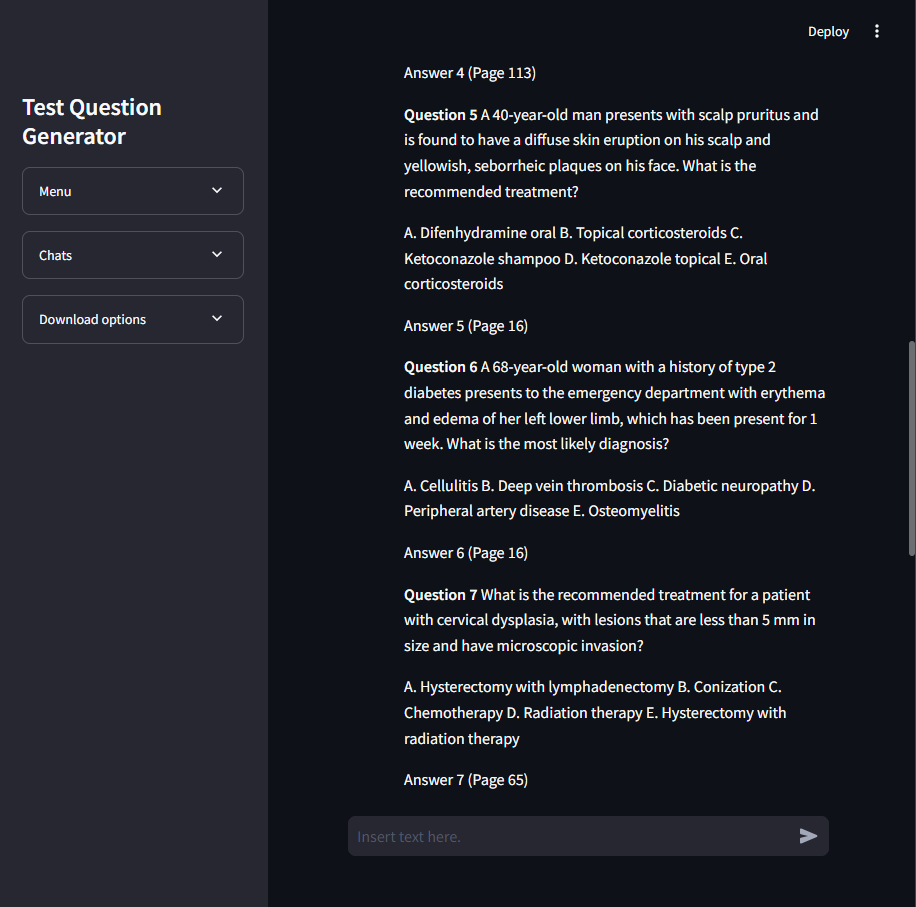 Deploy
Test Question
Generator
Menu
Chats
Download options
Answer 4 (Page 113)
Question 5 A 40-year-old man presents with scalp pruritus and
is found to have a diffuse skin eruption on his scalp and
yellowish, seborrheic plaques on his face. What is the
recommended treatment?
A. Difenhydramine oral B. Topical corticosteroids C.
Ketoconazole shampoo D. Ketoconazole topical E. Oral
corticosteroids
Answer 5 (Page 16)
Question 6 A 68-year-old woman with a history of type 2
diabetes presents to the emergency department with erythema
and edema of her left lower limb, which has been present for 1
week. What is the most likely diagnosis?
A. Cellulitis B. Deep vein thrombosis C. Diabetic neuropathy D.
Peripheral artery disease E. Osteomyelitis
Answer 6 (Page 16)
Question 7 What is the recommended treatment for a patient
with cervical dysplasia, with lesions that are less than 5 mm in
size and have microscopic invasion?
A. Hysterectomy with lymphadenectomy B. Conization C.
Chemotherapy D. Radiation therapy E. Hysterectomy with
radiation therapy
Answer 7 (Page 65)
Insert text here.